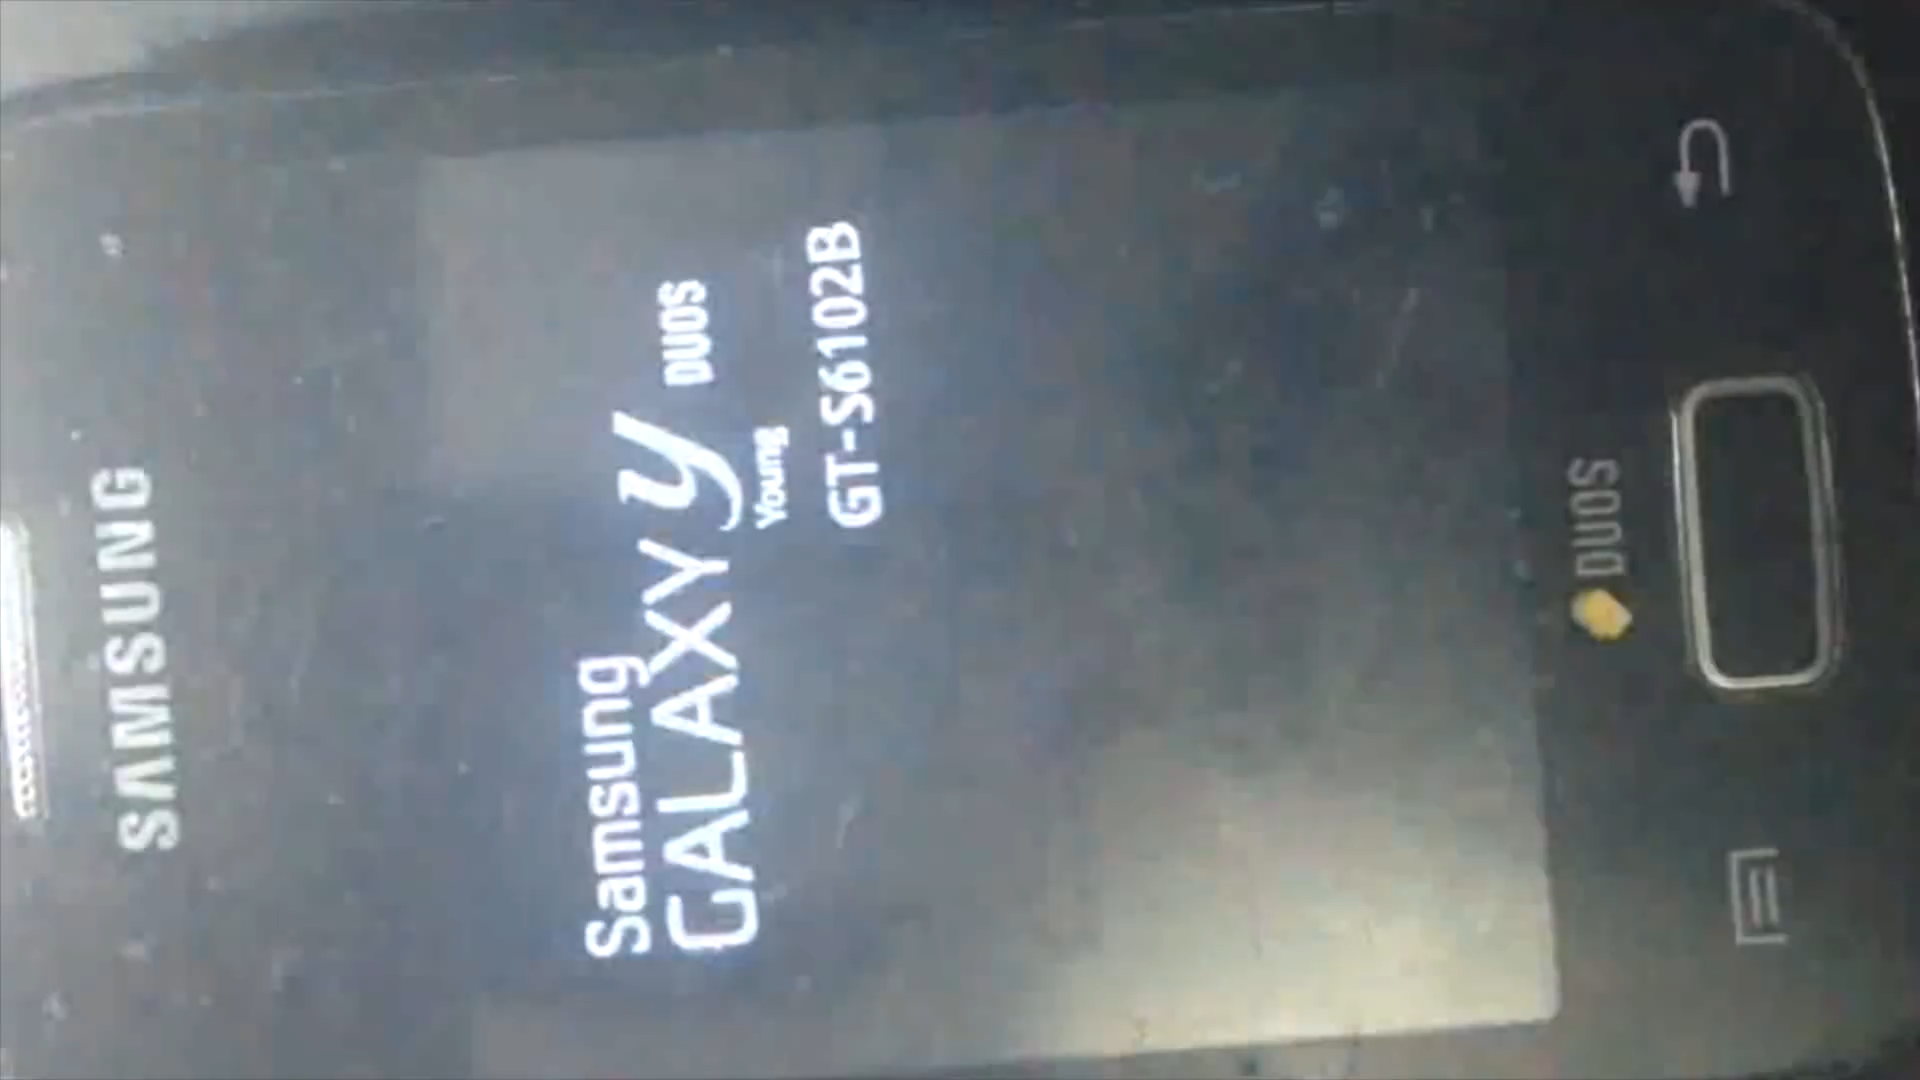 SAMSUNG
Samsung
GALAXY y DUOS
Young
GT-S6102B
DUOS